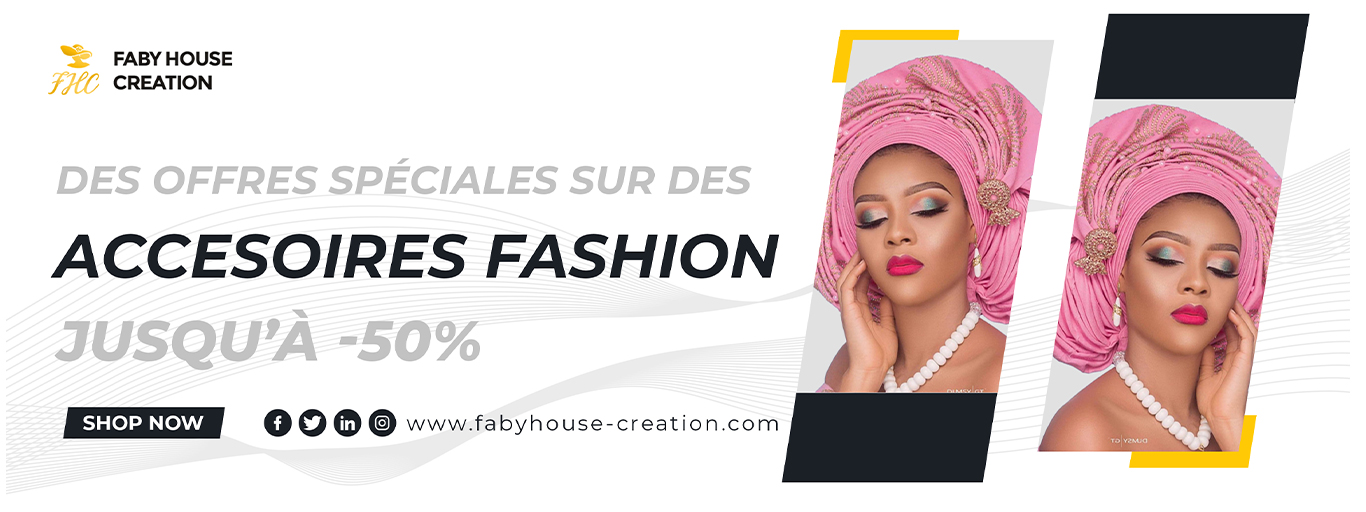 FHC
FABY HOUSE
CREATION
DES OFFRES SPÉCIALES SUR DES
ACCESOIRES FASHION
JUSQU'À -50%
SHOP NOW
www.fabyhouse-creation.com